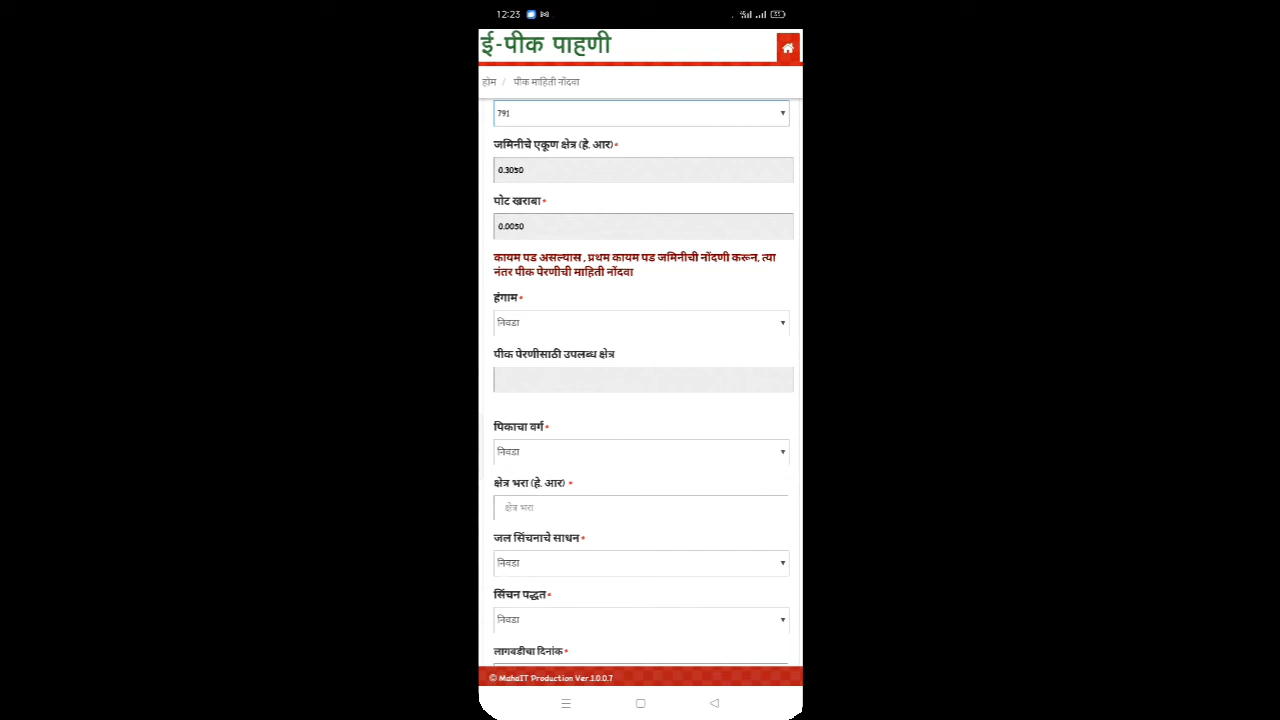 12:23
ई-पीक पाहणी
होम / पीक माहिती नोंदवा
791
जमिनीचे एकूण क्षेत्र (हे. आर)*
0.3050
पोट खराबा*
0.0050
कायम पड असल्यास , प्रथम कायम पड जमिनीची नोंदणी करून, त्या
नंतर पीक पेरणीची माहिती नोंदवा
हंगाम*
निवडा
पीक पेरणीसाठी उपलब्ध क्षेत्र
पिकाचा वर्ग*
निवडा
क्षेत्र भरा (हे. आर) *
क्षेत्र भरा
जल सिंचनाचे साधन*
निवडा
सिंचन पद्धत*
निवडा
लागवडीचा दिनांक*
© MahaIT Production Ver.1.0.0.7